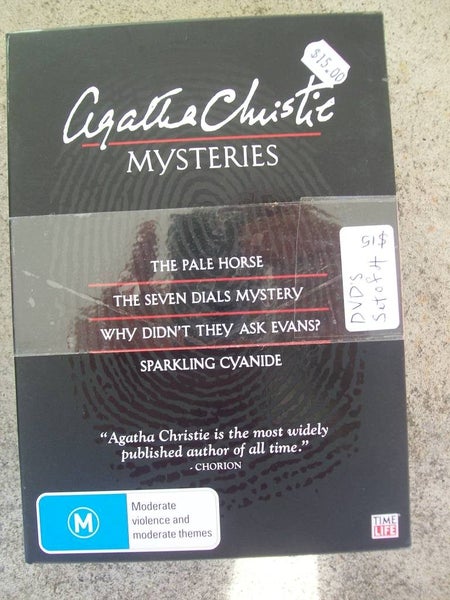 $15.00
Agatha Christie
MYSTERIES
THE PALE HORSE
THE SEVEN DIALS MYSTERY
WHY DIDN'T THEY ASK EVANS?
SPARKLING CYANIDE
DVD'S
Set of 4
51$
"Agatha Christie is the most widely
published author of all time."
- CHORION
M
Moderate
violence and
moderate themes
TIME
LIFE